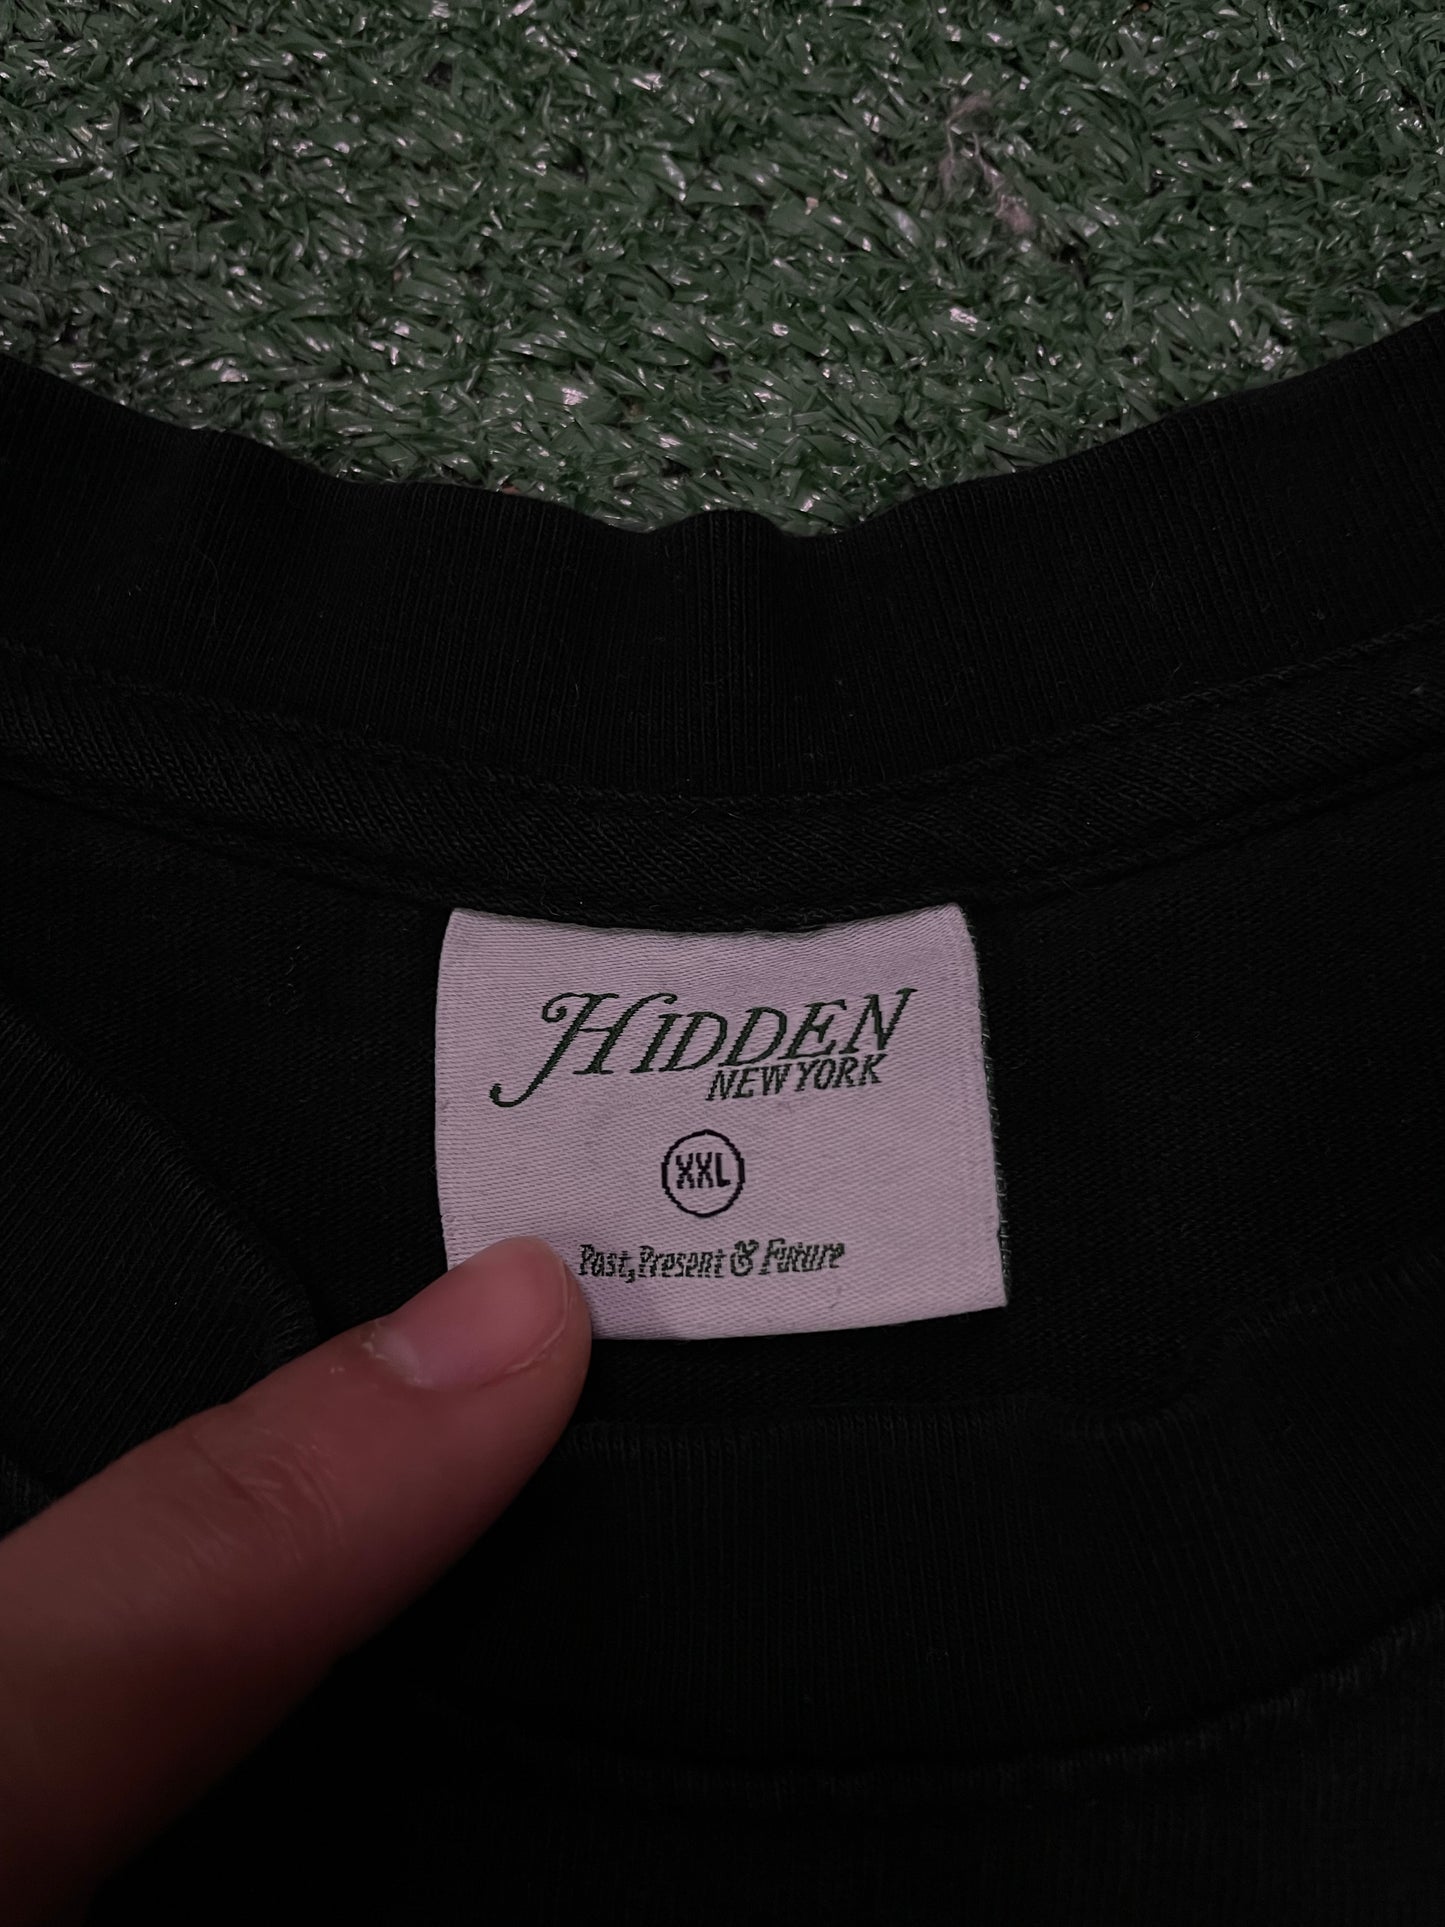 HIDDEN
NEW YORK
XXL
Past, Present & Future